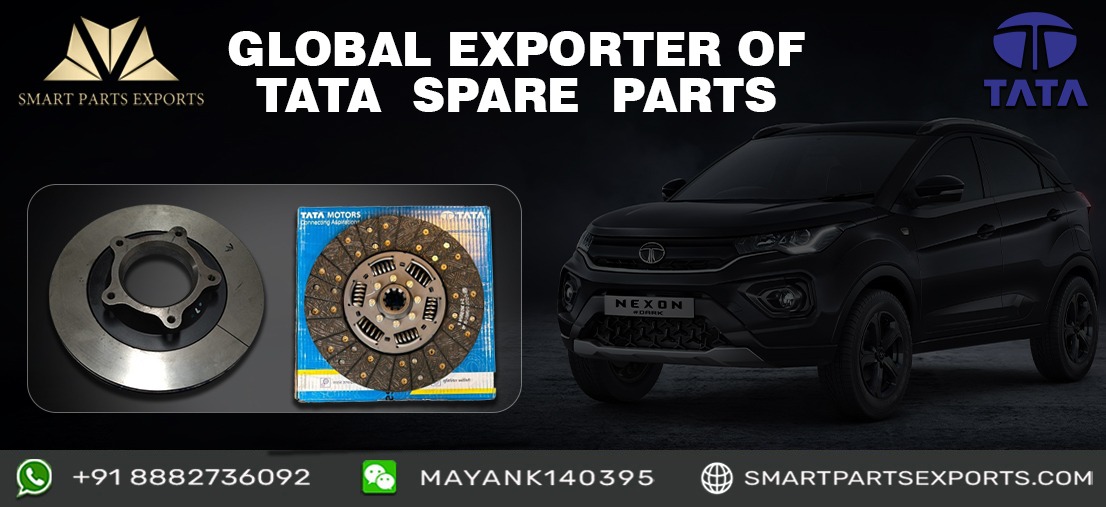 SMART PARTS EXPORTS
GLOBAL EXPORTER OF
TATA SPARE PARTS
TATA
TATA MOTORS
Connecting Aspirations
TATA
NEXON
#DARK
+91 8882736092
MAYANK140395
SMARTPARTSEXPORTS.COM